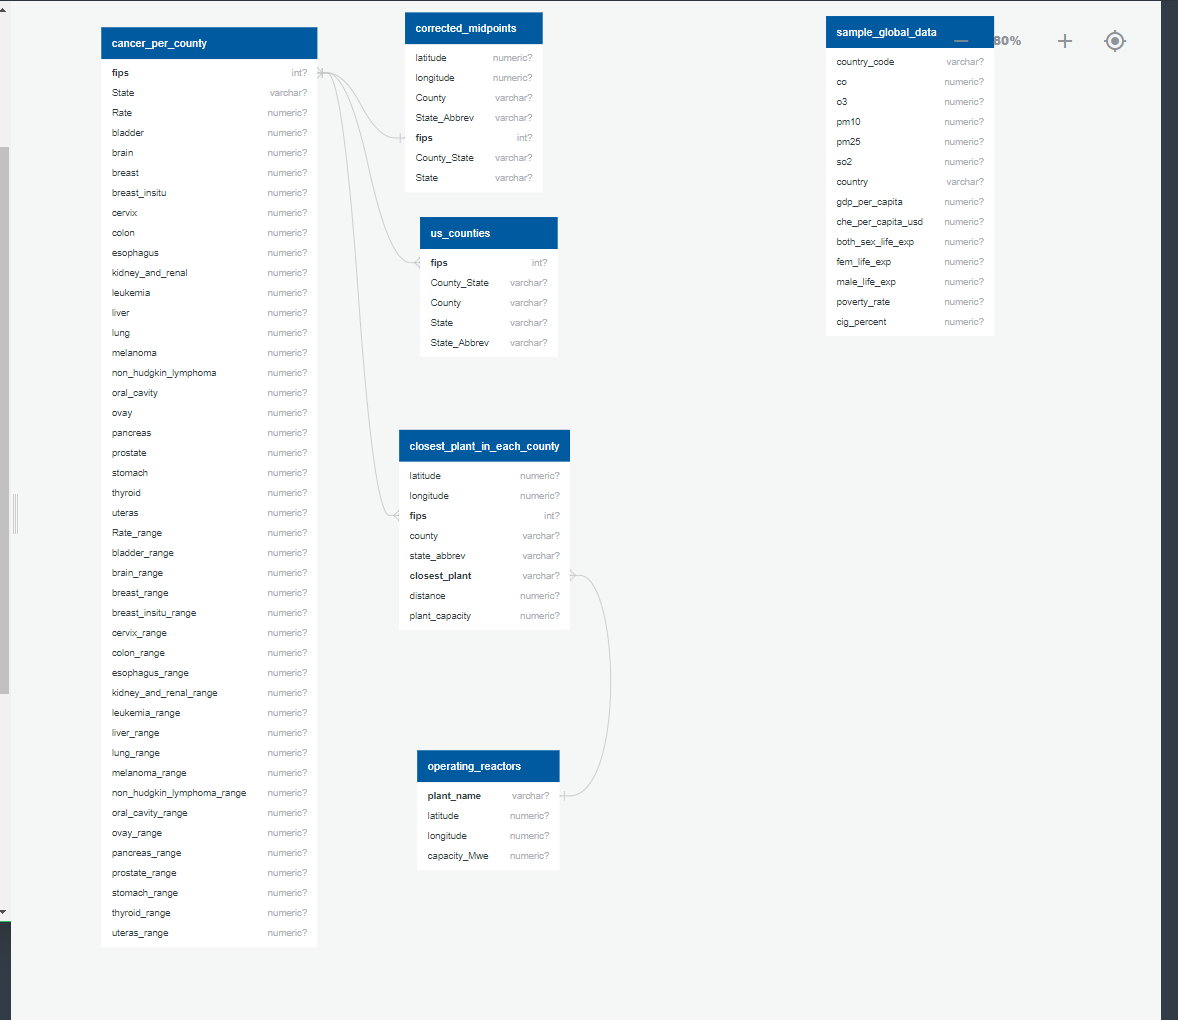 cancer_per_county
fips int?
State varchar?
Rate numeric?
bladder numeric?
brain numeric?
breast numeric?
breast_insitu numeric?
cervix numeric?
colon numeric?
esophagus numeric?
kidney_and_renal numeric?
leukemia numeric?
liver numeric?
lung numeric?
melanoma numeric?
non_hudgkin_lymphoma numeric?
oral_cavity numeric?
ovay numeric?
pancreas numeric?
prostate numeric?
stomach numeric?
thyroid numeric?
uteras numeric?
Rate_range numeric?
bladder_range numeric?
brain_range numeric?
breast_range numeric?
breast_insitu_range numeric?
cervix_range numeric?
colon_range numeric?
esophagus_range numeric?
kidney_and_renal_range numeric?
leukemia_range numeric?
liver_range numeric?
lung_range numeric?
melanoma_range numeric?
non_hudgkin_lymphoma_range numeric?
oral_cavity_range numeric?
ovay_range numeric?
pancreas_range numeric?
prostate_range numeric?
stomach_range numeric?
thyroid_range numeric?
uteras_range numeric?
corrected_midpoints
latitude numeric?
longitude numeric?
County varchar?
State_Abbrev varchar?
fips int?
County_State varchar?
State varchar?
us_counties
fips int?
County_State varchar?
County varchar?
State varchar?
State_Abbrev varchar?
closest_plant_in_each_county
latitude numeric?
longitude numeric?
fips int?
county varchar?
state_abbrev varchar?
closest_plant varchar?
distance numeric?
plant_capacity numeric?
operating_reactors
plant_name varchar?
latitude numeric?
longitude numeric?
capacity_Mwe numeric?
sample_global_data
country_code varchar?
co numeric?
o3 numeric?
pm10 numeric?
pm25 numeric?
so2 numeric?
country varchar?
gdp_per_capita numeric?
che_per_capita_usd numeric?
both_sex_life_exp numeric?
fem_life_exp numeric?
male_life_exp numeric?
poverty_rate numeric?
cig_percent numeric?
80%